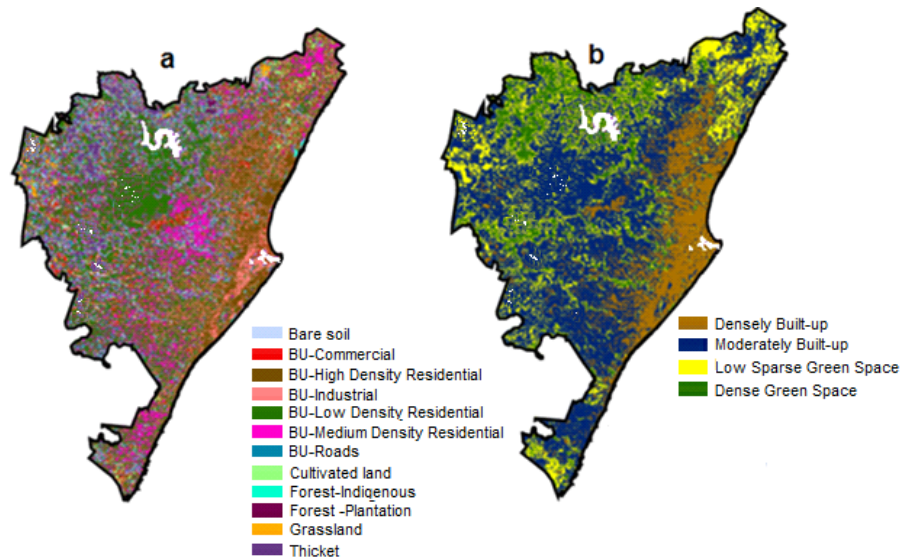 a
b
Bare soil
BU-Commercial
BU-High Density Residential
BU-Industrial
BU-Low Density Residential
BU-Medium Density Residential
BU-Roads
Cultivated land
Forest-Indigenous
Forest -Plantation
Grassland
Thicket
Densely Built-up
Moderately Built-up
Low Sparse Green Space
Dense Green Space